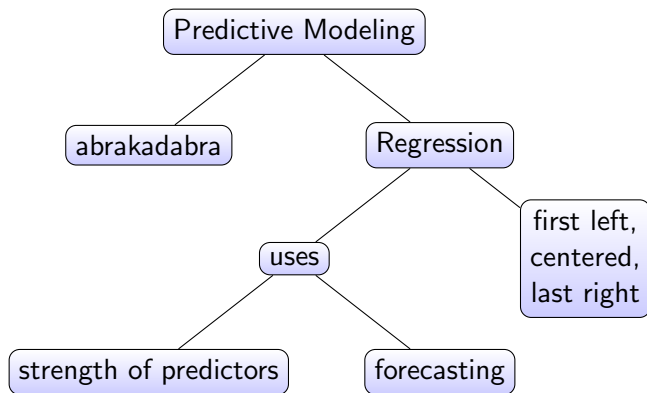 Predictive Modeling
abrakadabra
Regression
uses
first left,
centered,
last right
strength of predictors
forecasting